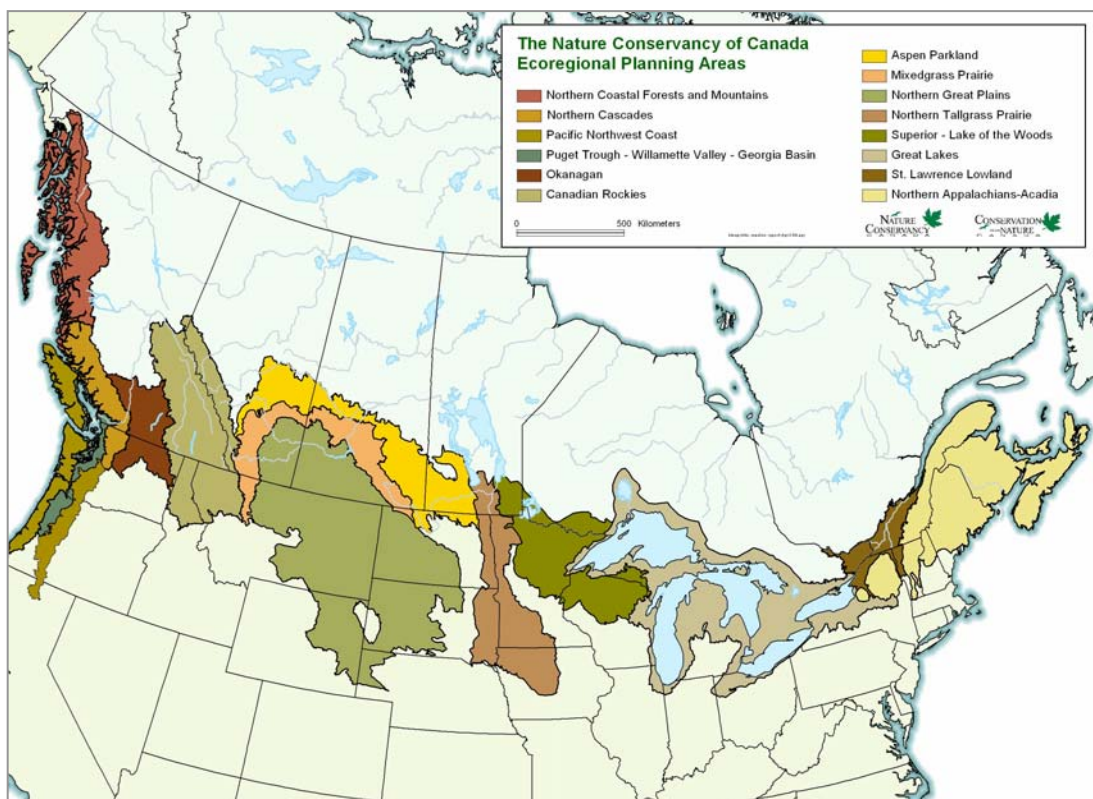 The Nature Conservancy of Canada
Ecoregional Planning Areas
Northern Coastal Forests and Mountains
Northern Cascades
Pacific Northwest Coast
Puget Trough - Willamette Valley - Georgia Basin
Okanagan
Canadian Rockies
Aspen Parkland
Mixedgrass Prairie
Northern Great Plains
Northern Tallgrass Prairie
Superior - Lake of the Woods
Great Lakes
St. Lawrence Lowland
Northern Appalachians-Acadia
0 500 Kilometers
NATURE
CONSERVANCY
CONSERVATION
NATURE